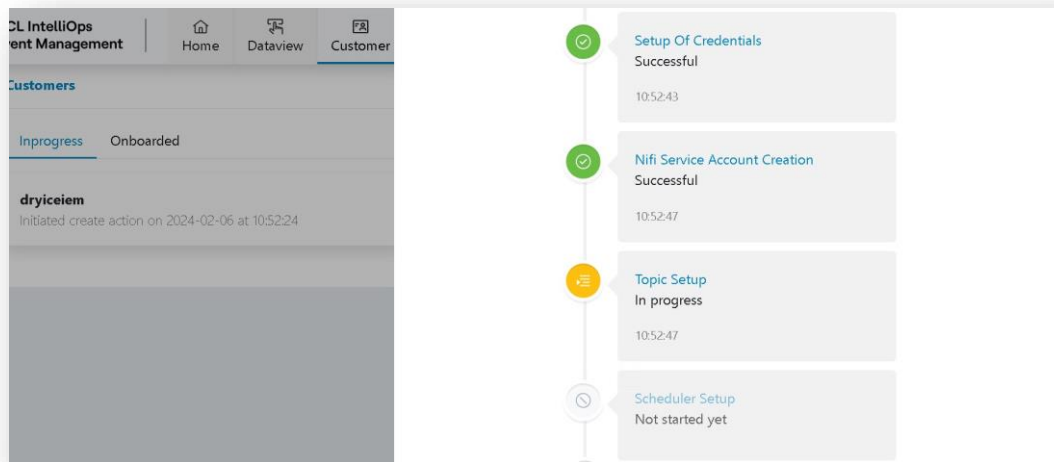 CL IntelliOps
ent Management
Home
Dataview
Customer
Customers
Inprogress
Onboarded
dryiceiem
Initiated create action on 2024-02-06 at 10:52:24
Setup Of Credentials
Successful
10:52:43
Nifi Service Account Creation
Successful
10:52:47
Topic Setup
In progress
10:52:47
Scheduler Setup
Not started yet